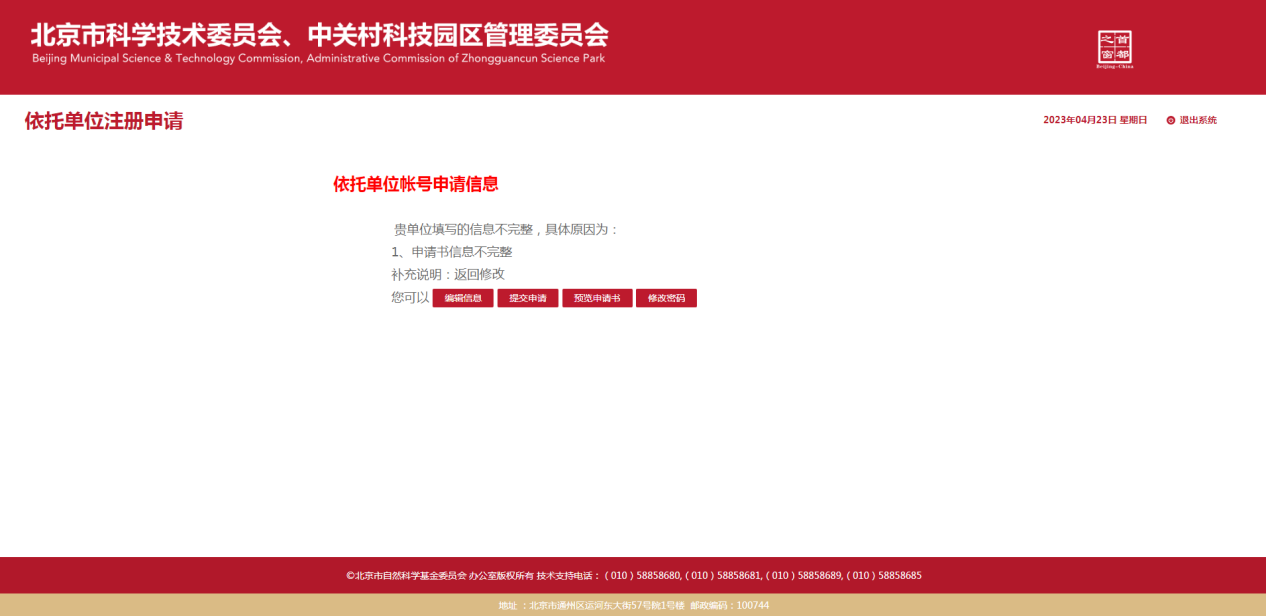 北京市科学技术委员会、中关村科技园区管理委员会
Beijing Municipal Science & Technology Commission, Administrative Commission of Zhongguancun Science Park
首都之窗
Beijing-China
依托单位注册申请
2023年04月23日 星期日 退出系统
依托单位帐号申请信息
贵单位填写的信息不完整，具体原因为：
1、申请书信息不完整
补充说明：返回修改
您可以 编辑信息 提交申请 预览申请书 修改密码
©北京市自然科学基金委员会 办公室版权所有 技术支持电话：（010）58858680,（010）58858681,（010）58858689,（010）58858685
地址 ：北京市通州区运河东大街57号院1号楼 邮政编码：100744